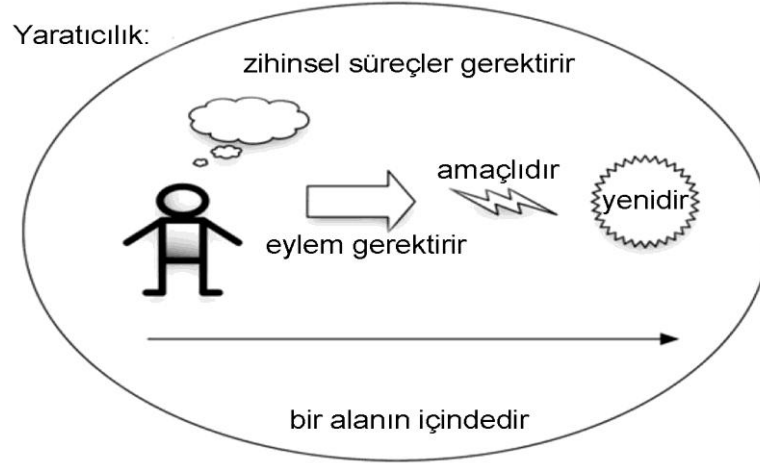 Yaratıcılık:
zihinsel süreçler gerektirir
amaçlıdır
yenidir
eylem gerektirir
bir alanın içindedir